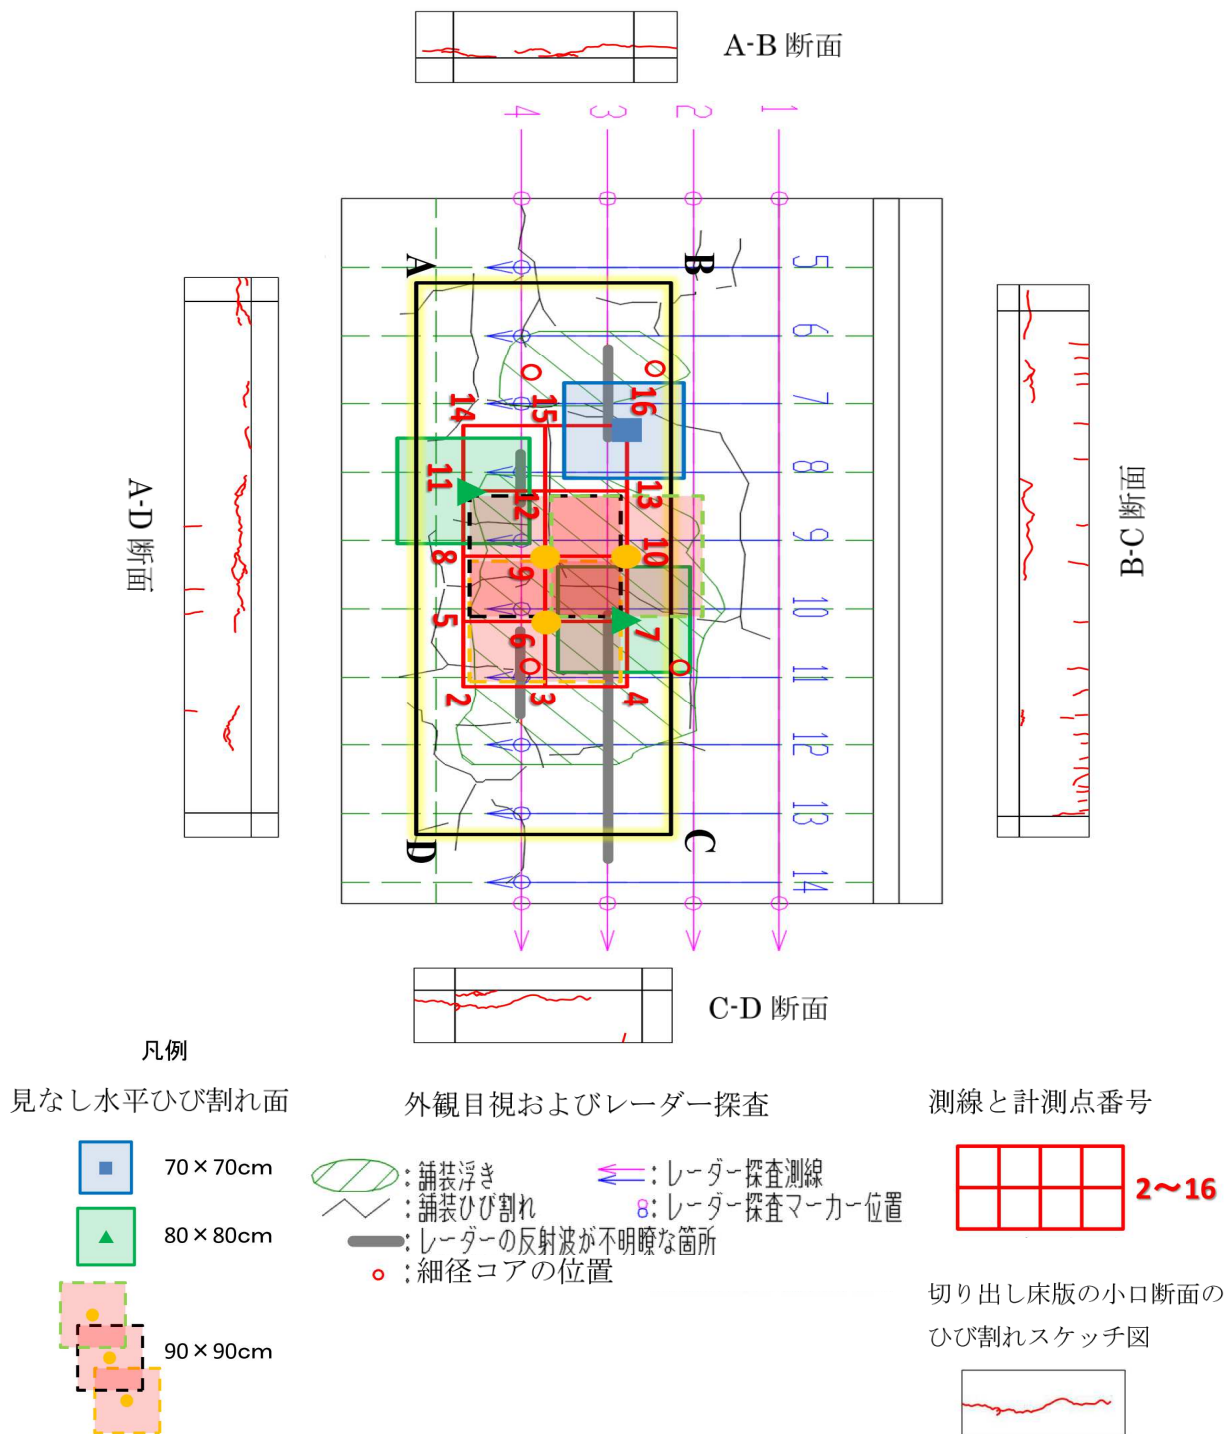 A-B 断面
4
3
2
1
A
B
5
6
7
8
9
10
11
12
13
14
14
15
16
11
12
13
8
9
10
5
6
7
2
3
4
D
C
A-D 断面
B-C 断面
C-D 断面
凡例
見なし水平ひび割れ面
70×70cm
80×80cm
90×90cm
外観目視およびレーダー探査
:舗装浮き
:舗装ひび割れ
:レーダー探査測線
:レーダー探査マーカー位置
:レーダーの反射波が不明瞭な箇所
:細径コアの位置
測線と計測点番号
2〜16
切り出し床版の小口断面の
ひび割れスケッチ図